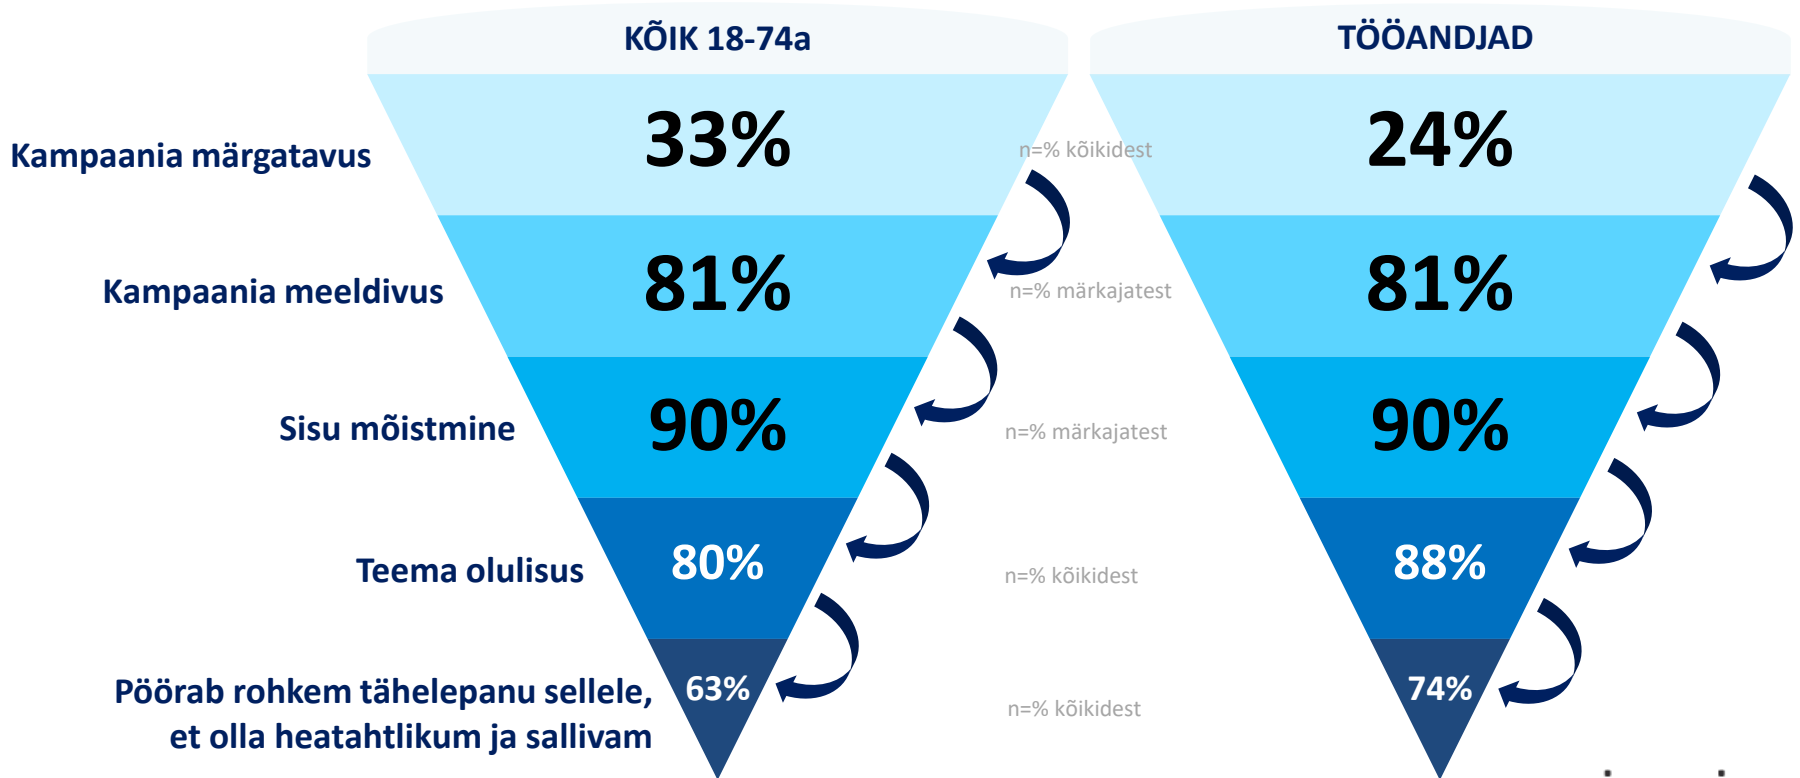 KÕIK 18-74a
TÖÖANDJAD
Kampaania märgatavus
33%
n=% kõikidest
24%
Kampaania meeldivus
81%
n=% märkajatest
81%
Sisu mõistmine
90%
n=% märkajatest
90%
Teema olulisus
80%
n=% kõikidest
88%
Pöörab rohkem tähelepanu sellele,
et olla heatahtlikum ja sallivam
63%
n=% kõikidest
74%